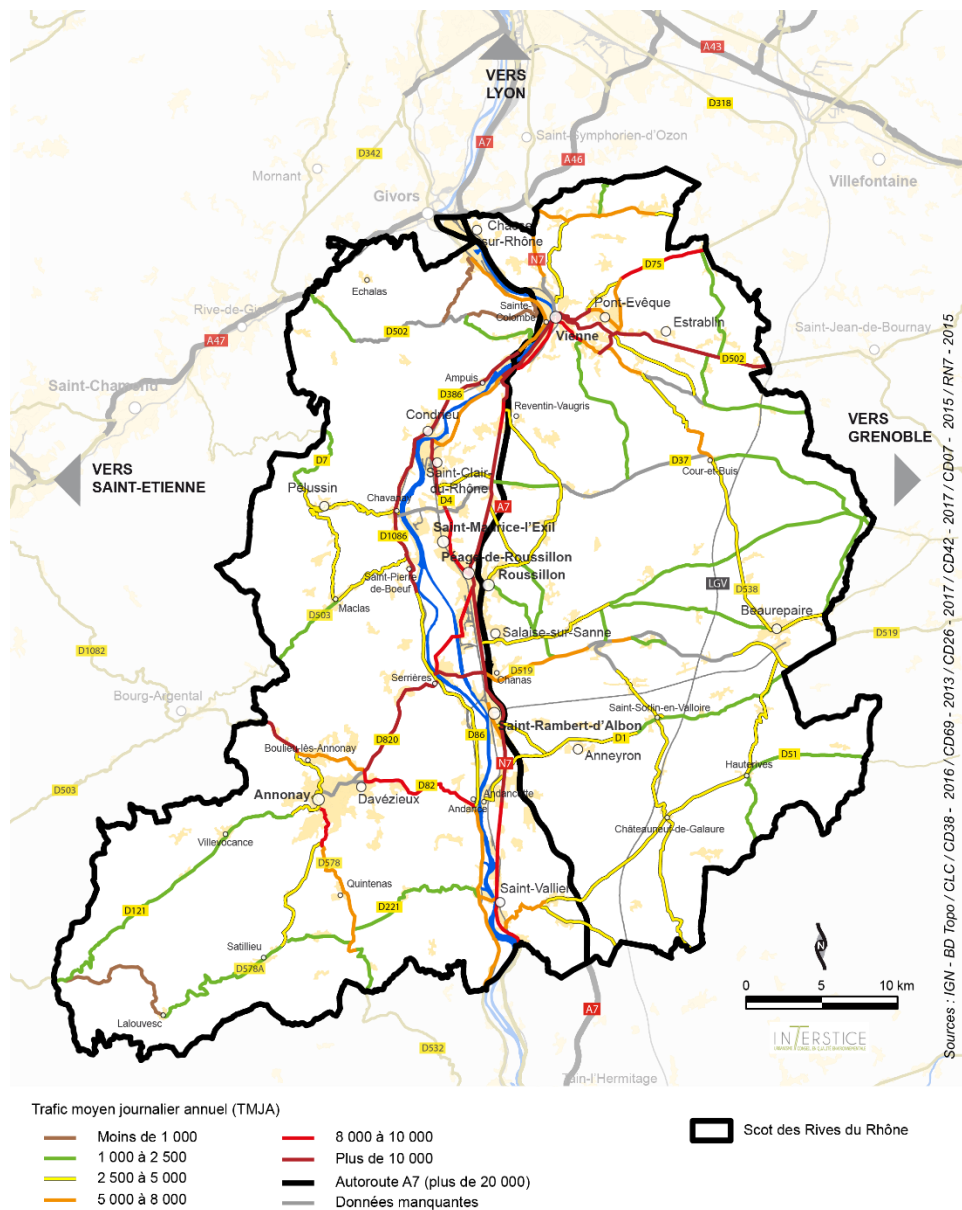 A43
VERS
LYON
D318
A7
Saint-Symphorien-d'Ozon
D342
A46
Mornant
Villefontaine
Givors
Chasse-
sur-Rhône
N7
D75
Echalas
Sainte-
Colombe
Pont-Evêque
Rive-de-Gier
Estrablin
D502
Vienne
Saint-Jean-de-Bournay
A47
D502
Saint-Chamond
Ampuis
D386
Reventin-Vaugris
Condrieu
VERS
GRENOBLE
D7
D37
Cour-et-Buis
VERS
SAINT-ETIENNE
Saint-Clair-
du-Rhône
Pélussin
Chavanay
D4
A7
D1086
Saint-Maurice-l'Exil
Péage-de-Roussillon
Saint-Pierre
de-Boeuf
Roussillon
LGV
D538
Maclas
D503
Beaurepaire
Salaise-sur-Sanne
D519
D1082
D519
Chanas
Serrières
Bourg-Argental
Saint-Sorlin-en-Valloire
Saint-Rambert-d'Albon
D86
D1
D820
Boulieu-lès-Annonay
Anneyron
D51
N7
Hauterives
D503
D82
Annonay
Davézieux
Andance
Andancette
Châteauneuf-de-Galaure
Villevocance
D578
Quintenas
Saint-Vallier
D121
D221
Satillieu
D578A
N
0 5 10 km
A7
Lalouvesc
INTERSTICE
D532
Tain-l'Hermitage
Sources : IGN - BD Topo / CLC / CD38 - 2016 / CD69 - 2013 / CD26 - 2017 / CD42 - 2017 / CD07 - 2015 / RN7 - 2015
Trafic moyen journalier annuel (TMJA)
Moins de 1 000
1 000 à 2 500
2 500 à 5 000
5 000 à 8 000
8 000 à 10 000
Plus de 10 000
Autoroute A7 (plus de 20 000)
Données manquantes
Scot des Rives du Rhône